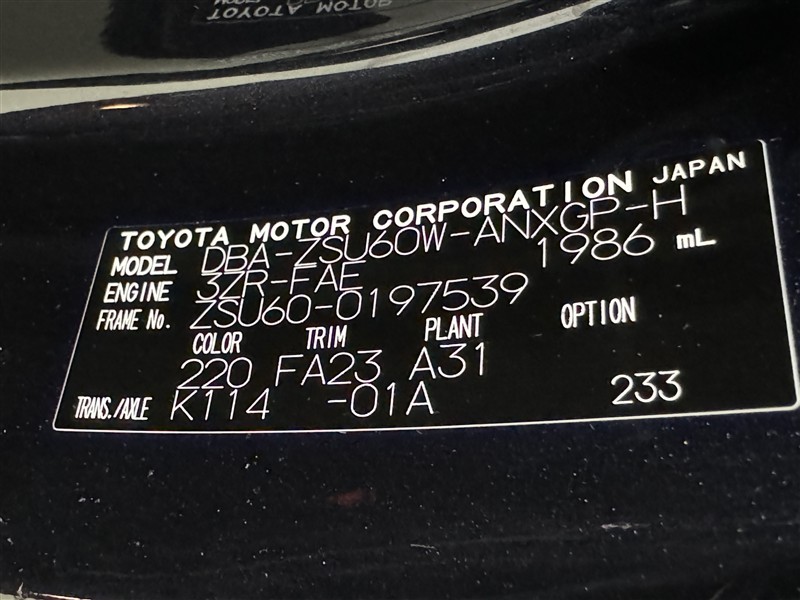 TOYOTA MOTOR CORPORATION JAPAN
MODEL DBA-ZSU60W-ANXGP-H
ENGINE 3ZR-FAE 1986 mL
FRAME No. ZSU60-0197539
COLOR TRIM PLANT OPTION
220 FA23 A31
TRANS./AXLE K114 -01A 233